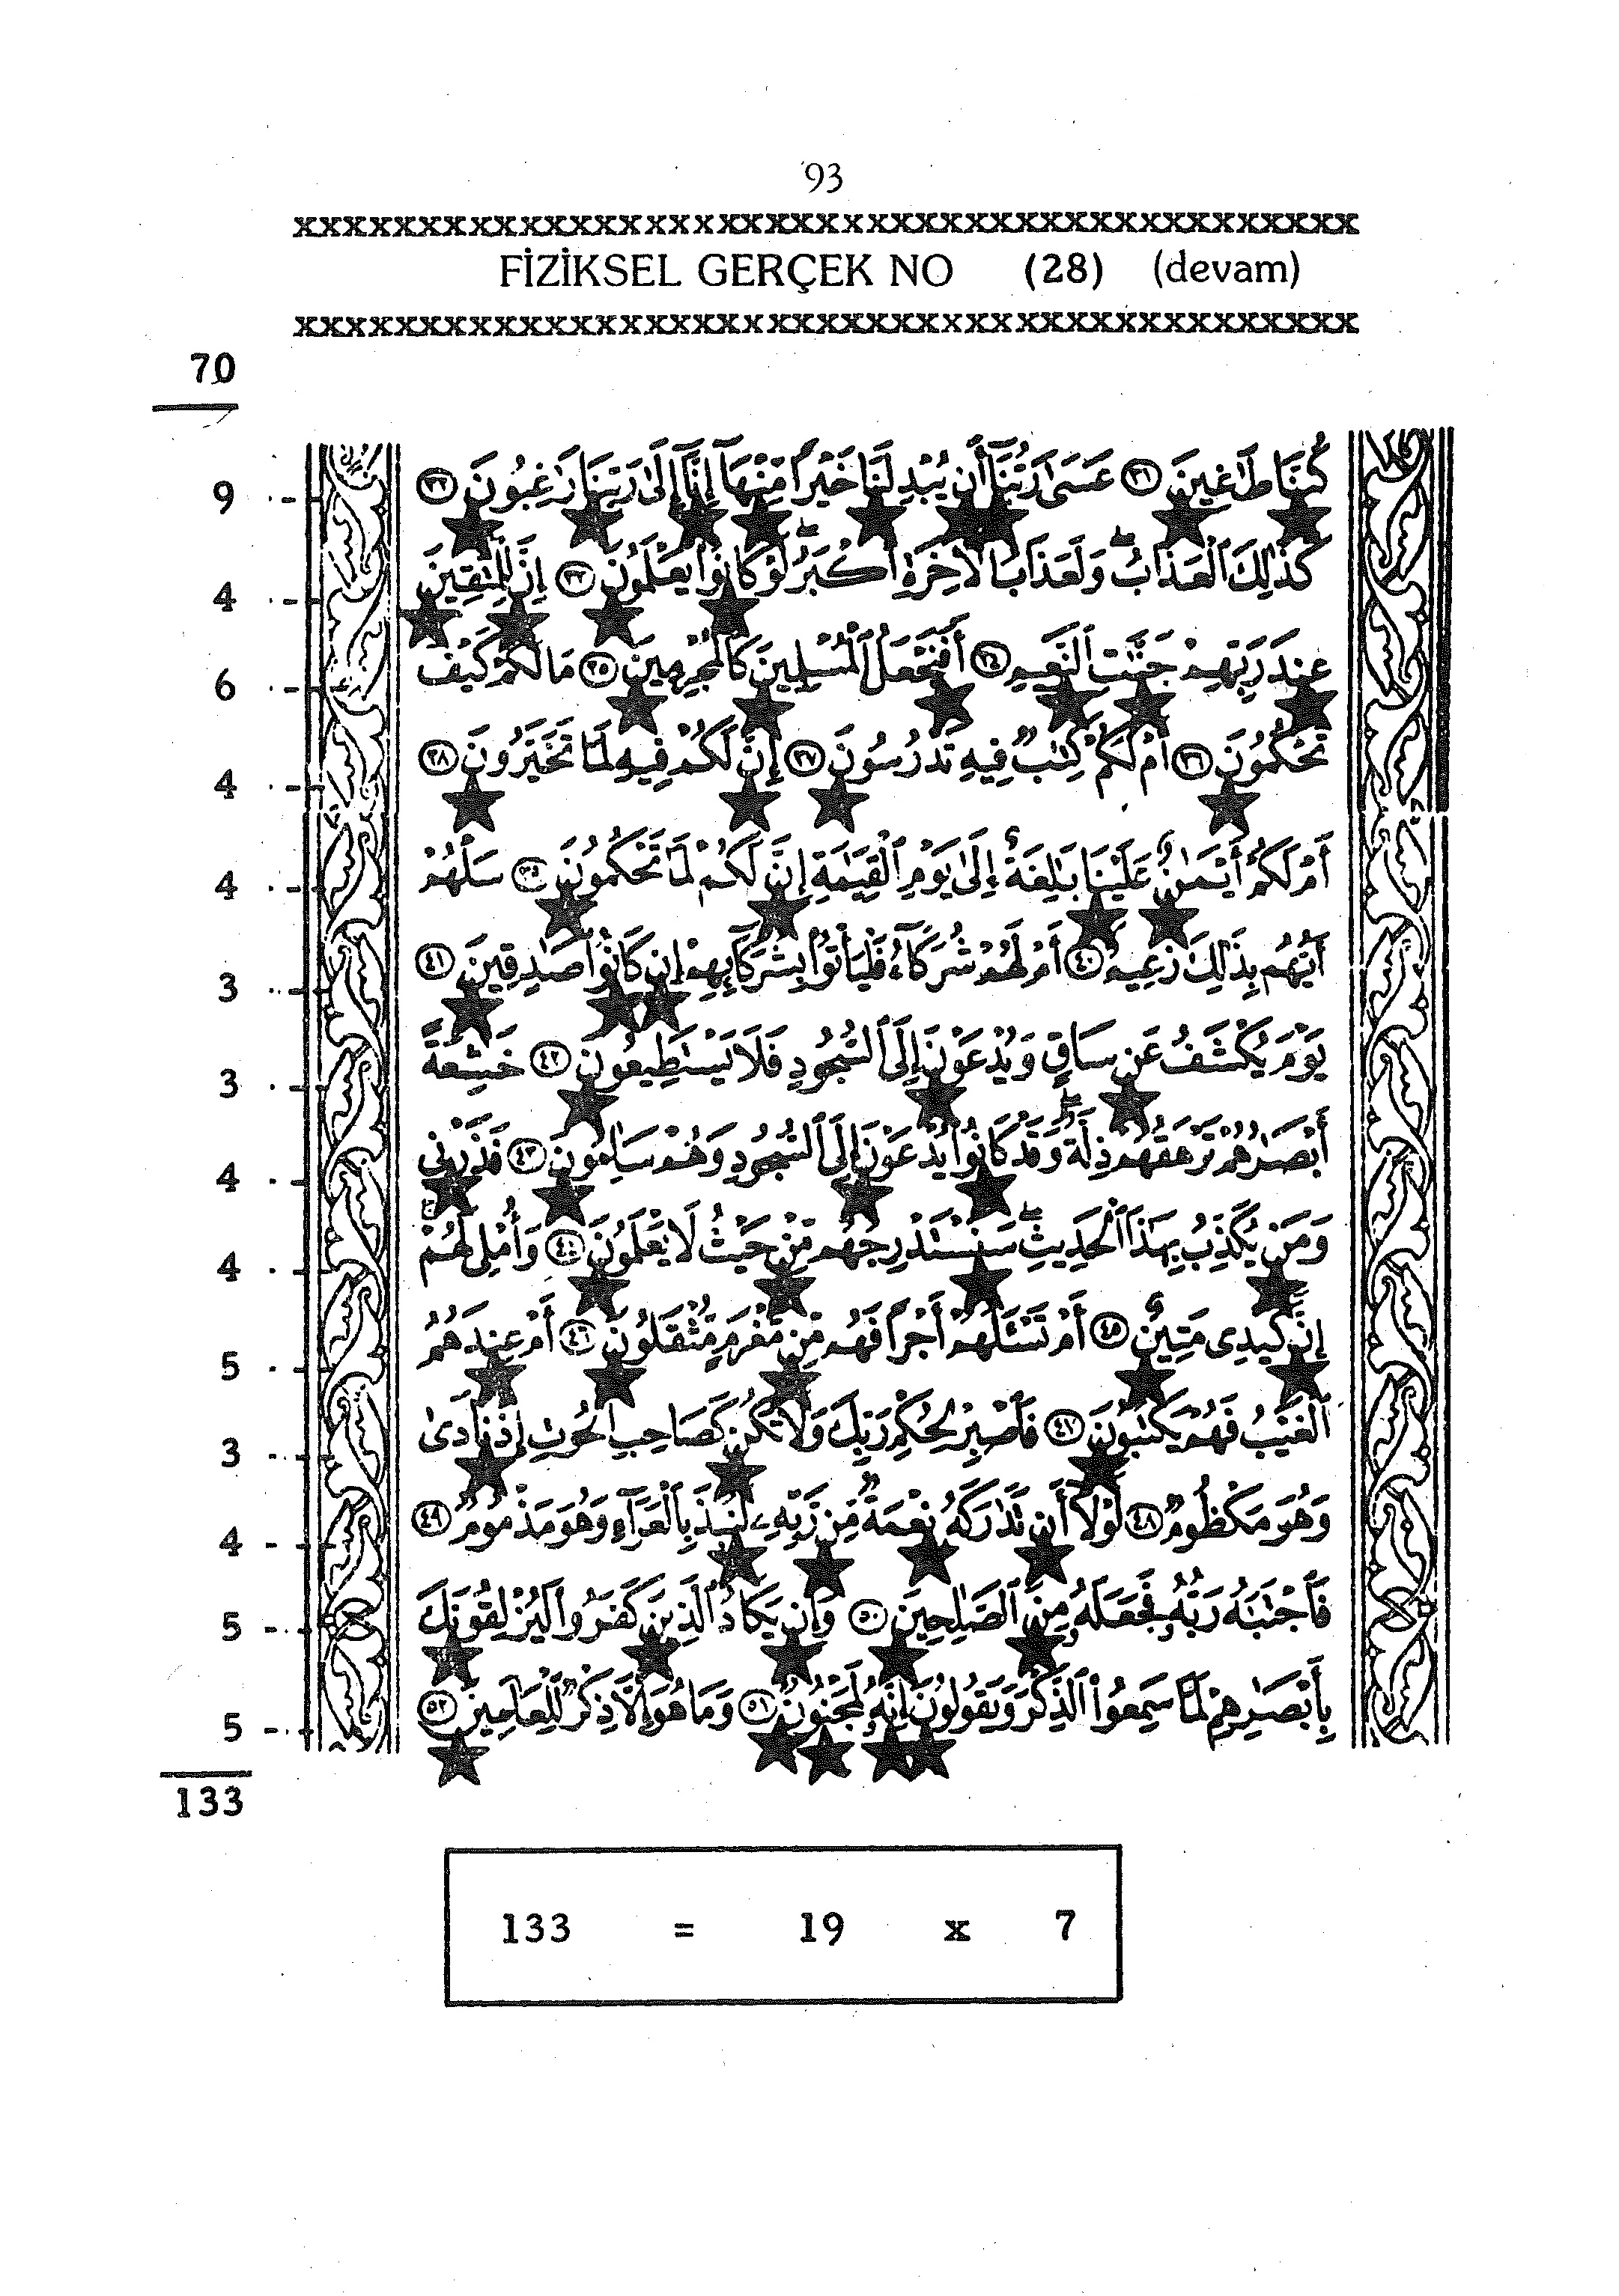 93
xxxxxxxxxxxxxxxxxxxxxxxxxxxxxxxxxxxxxxxxxxx
FİZİKSEL GERÇEK NO (28) (devam)
xxxxxxxxxxxxxxxxxxxxxxxxxxxxxxxxxxxxxxxxxxx
70
9 ·- كُنَّا طَٰغِينَ ٣١ عَسَىٰ رَبُّنَآ أَن يُبْدِلَنَا خَيْرًا مِّنْهَآ إِنَّآ إِلَىٰ رَبِّنَا رَٰغِبُونَ ٣٢
4 ·- كَذَٰلِكَ ٱلْعَذَابُ ۖ وَلَعَذَابُ ٱلْءَاخِرَةِ أَكْبَرُ ۚ لَوْ كَانُوا۟ يَعْلَمُونَ ٣٣ إِنَّ لِلْمُتَّقِينَ
6 ·- عِندَ رَبِّهِمْ جَنَّٰتِ ٱلنَّعِيمِ ٣٤ أَفَنَجْعَلُ ٱلْمُسْلِمِينَ كَٱلْمُجْرِمِينَ ٣٥ مَا لَكُمْ كَيْفَ
4 ·- تَحْكُمُونَ ٣٦ أَمْ لَكُمْ كِتَٰبٌ فِيهِ تَدْرُسُونَ ٣٧ إِنَّ لَكُمْ فِيهِ لَمَا تَخَيَّرُونَ ٣٨
4 ·- أَمْ لَكُمْ أَيْمَٰنٌ عَلَيْنَا بَٰلِغَةٌ إِلَىٰ يَوْمِ ٱلْقِيَٰمَةِ ۙ إِنَّ لَكُمْ لَمَا تَحْكُمُونَ ٣٩ سَلْهُمْ
3 ·- أَيُّهُم بِذَٰلِكَ زَعِيمٌ ٤٠ أَمْ لَهُمْ شُرَكَآءُ فَلْيَأْتُوا۟ بِشُرَكَآئِهِمْ إِن كَانُوا۟ صَٰدِقِينَ ٤١
3 ·- يَوْمَ يُكْشَفُ عَن سَاقٍ وَيُدْعَوْنَ إِلَى ٱلسُّجُودِ فَلَا يَسْتَطِيعُونَ ٤٢ خَٰشِعَةً
4 ·- أَبْصَٰرُهُمْ تَرْهَقُهُمْ ذِلَّةٌ ۖ وَقَدْ كَانُوا۟ يُدْعَوْنَ إِلَى ٱلسُّجُودِ وَهُمْ سَٰلِمُونَ ٤٣ فَذَرْنِى
4 ·- وَمَن يُكَذِّبُ بِهَٰذَا ٱلْحَدِيثِ ۖ سَنَسْتَدْرِجُهُم مِّنْ حَيْثُ لَا يَعْلَمُونَ ٤٤ وَأُمْلِى لَهُمْ
5 ·- إِنَّ كَيْدِى مَتِينٌ ٤٥ أَمْ تَسْـَٔلُهُمْ أَجْرًا فَهُم مِّن مَّغْرَمٍ مُّثْقَلُونَ ٤٦ أَمْ عِندَهُمُ
3 -· ٱلْغَيْبُ فَهُمْ يَكْتُبُونَ ٤٧ فَٱصْبِرْ لِحُكْمِ رَبِّكَ وَلَا تَكُن كَصَاحِبِ ٱلْحُوتِ إِذْ نَادَىٰ
4 -· وَهُوَ مَكْظُومٌ ٤٨ لَّوْلَآ أَن تَدَٰرَكَهُۥ نِعْمَةٌ مِّن رَّبِّهِۦ لَنُبِذَ بِٱلْعَرَآءِ وَهُوَ مَذْمُومٌ ٤٩
5 -· فَٱجْتَبَٰهُ رَبُّهُۥ فَجَعَلَهُۥ مِنَ ٱلصَّٰلِحِينَ ٥٠ وَإِن يَكَادُ ٱلَّذِينَ كَفَرُوا۟ لَيُزْلِقُونَكَ
5 -· بِأَبْصَٰرِهِمْ لَمَّا سَمِعُوا۟ ٱلذِّكْرَ وَيَقُولُونَ إِنَّهُۥ لَمَجْنُونٌ ٥١ وَمَا هُوَ إِلَّا ذِكْرٌ لِّلْعَٰلَمِينَ ٥٢
133
133 = 19 x 7